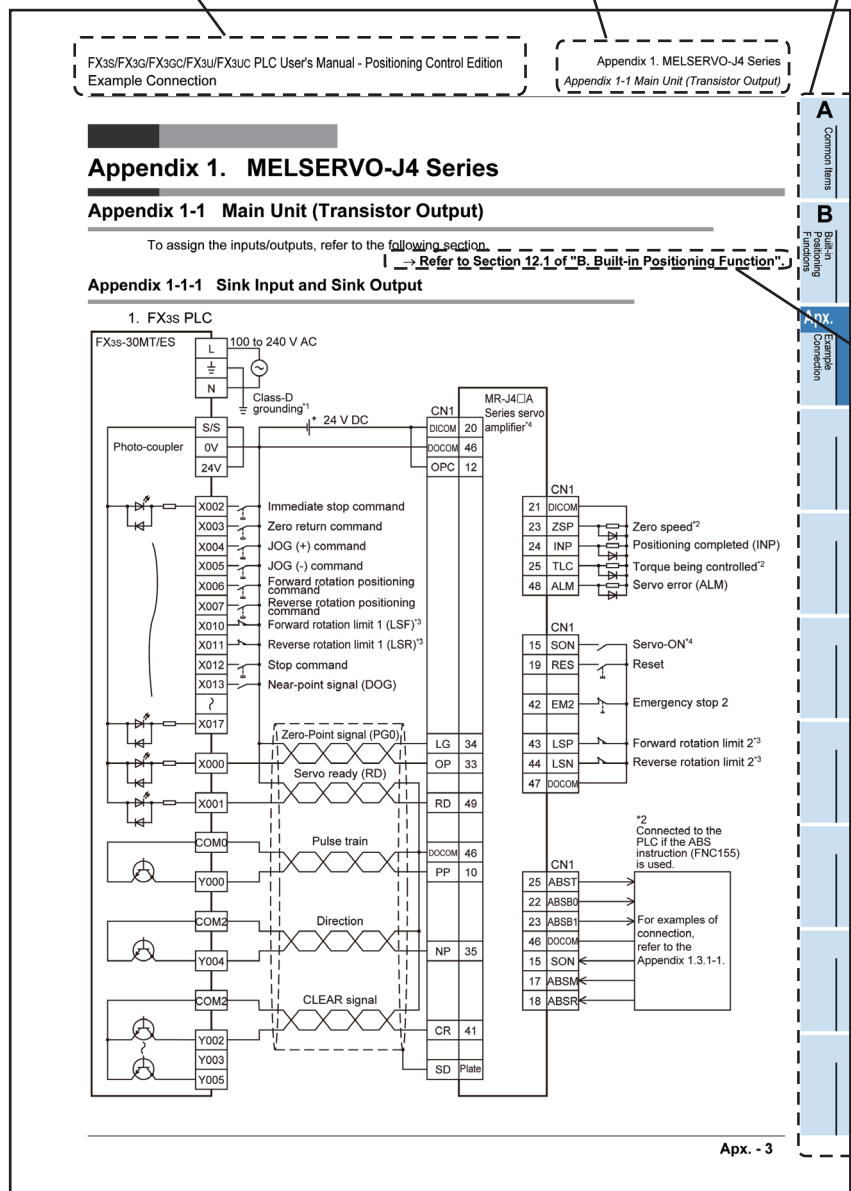 FX3S/FX3G/FX3GC/FX3U/FX3UC PLC User's Manual - Positioning Control Edition
Example Connection
Appendix 1. MELSERVO-J4 Series
Appendix 1-1 Main Unit (Transistor Output)
A
Common Items
B
Built-in
Positioning
Functions
Apx.
Example
Connection
Appendix 1. MELSERVO-J4 Series
Appendix 1-1 Main Unit (Transistor Output)
To assign the inputs/outputs, refer to the following section.
→ Refer to Section 12.1 of "B. Built-in Positioning Function".
Appendix 1-1-1 Sink Input and Sink Output
1. FX3S PLC
FX3S-30MT/ES
L
100 to 240 V AC
N
Class-D
grounding*1
S/S
0V
24V
Photo-coupler
+ 24 V DC
X002 Immediate stop command
X003 Zero return command
X004 JOG (+) command
X005 JOG (-) command
X006 Forward rotation positioning
command
X007 Reverse rotation positioning
command
X010 Forward rotation limit 1 (LSF)*3
X011 Reverse rotation limit 1 (LSR)*3
X012 Stop command
X013 Near-point signal (DOG)
X017
X000
X001
COM0
Y000
COM2
Y004
COM2
Y002
Y003
Y005
Zero-Point signal (PG0)
Servo ready (RD)
Pulse train
Direction
CLEAR signal
MR-J4□A
Series servo
amplifier*4
CN1
DICOM 20
DOCOM 46
OPC 12
LG 34
OP 33
RD 49
DOCOM 46
PP 10
NP 35
CR 41
SD Plate
CN1
21 DICOM
23 ZSP Zero speed*2
24 INP Positioning completed (INP)
25 TLC Torque being controlled*2
48 ALM Servo error (ALM)
CN1
15 SON Servo-ON*4
19 RES Reset
42 EM2 Emergency stop 2
43 LSP Forward rotation limit 2*3
44 LSN Reverse rotation limit 2*3
47 DOCOM
*2
Connected to the
PLC if the ABS
instruction (FNC155)
is used.
CN1
25 ABST
22 ABSB0
23 ABSB1
46 DOCOM
15 SON
17 ABSM
18 ABSR
For examples of
connection,
refer to the
Appendix 1.3.1-1.
Apx. - 3